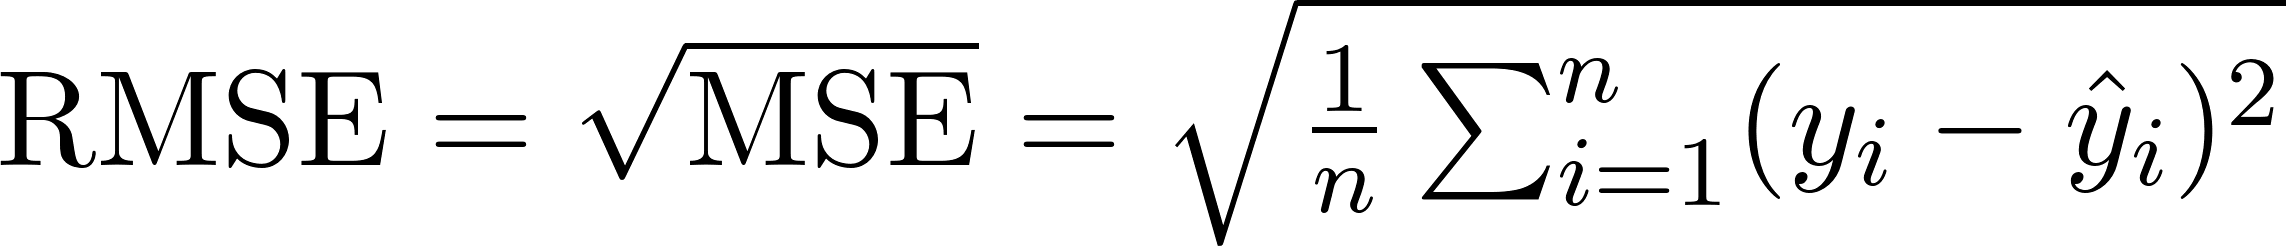 RMSE = √MSE = √(1/n ∑ⁿᵢ₌₁ (yᵢ − ŷᵢ)²)